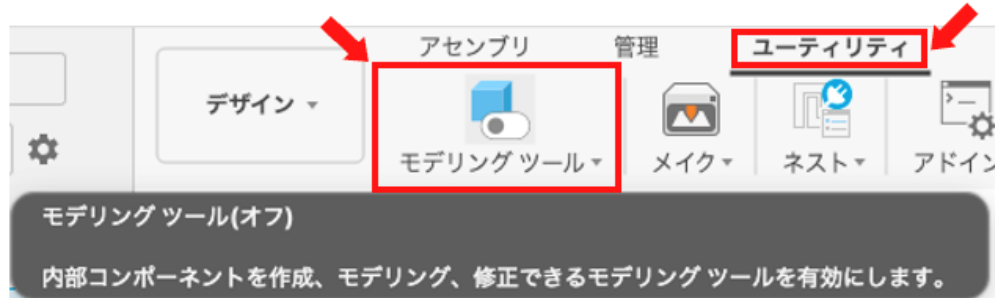 アセンブリ 管理 ユーティリティ
デザイン
モデリング ツール メイク ネスト アドイン
モデリング ツール(オフ)
内部コンポーネントを作成、モデリング、修正できるモデリング ツールを有効にします。